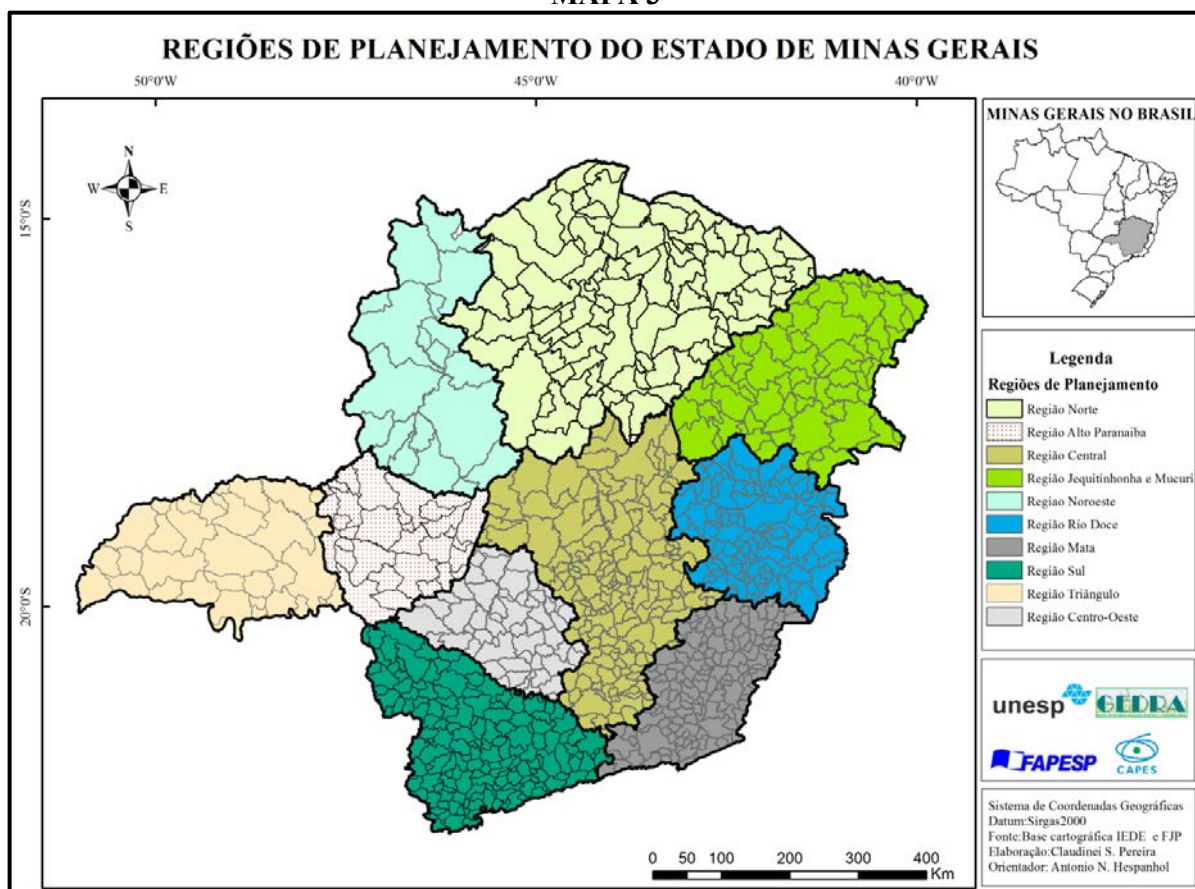 MAPA 3
REGIÕES DE PLANEJAMENTO DO ESTADO DE MINAS GERAIS
50°0'W
45°0'W
40°0'W
15°0'S
20°0'S
N
W
E
S
MINAS GERAIS NO BRASIL
Legenda
Regiões de Planejamento
Região Norte
Região Alto Paranaiba
Região Central
Região Jequitinhonha e Mucuri
Regiao Noroeste
Região Rio Doce
Região Mata
Região Sul
Região Triângulo
Região Centro-Oeste
unesp
GEDRA
FAPESP
CAPES
Sistema de Coordenadas Geográficas
Datum:Sirgas2000
Fonte:Base cartográfica IEDE e FJP
Elaboração:Claudinei S. Pereira
Orientador: Antonio N. Hespanhol
0 50 100 200 300 400
Km